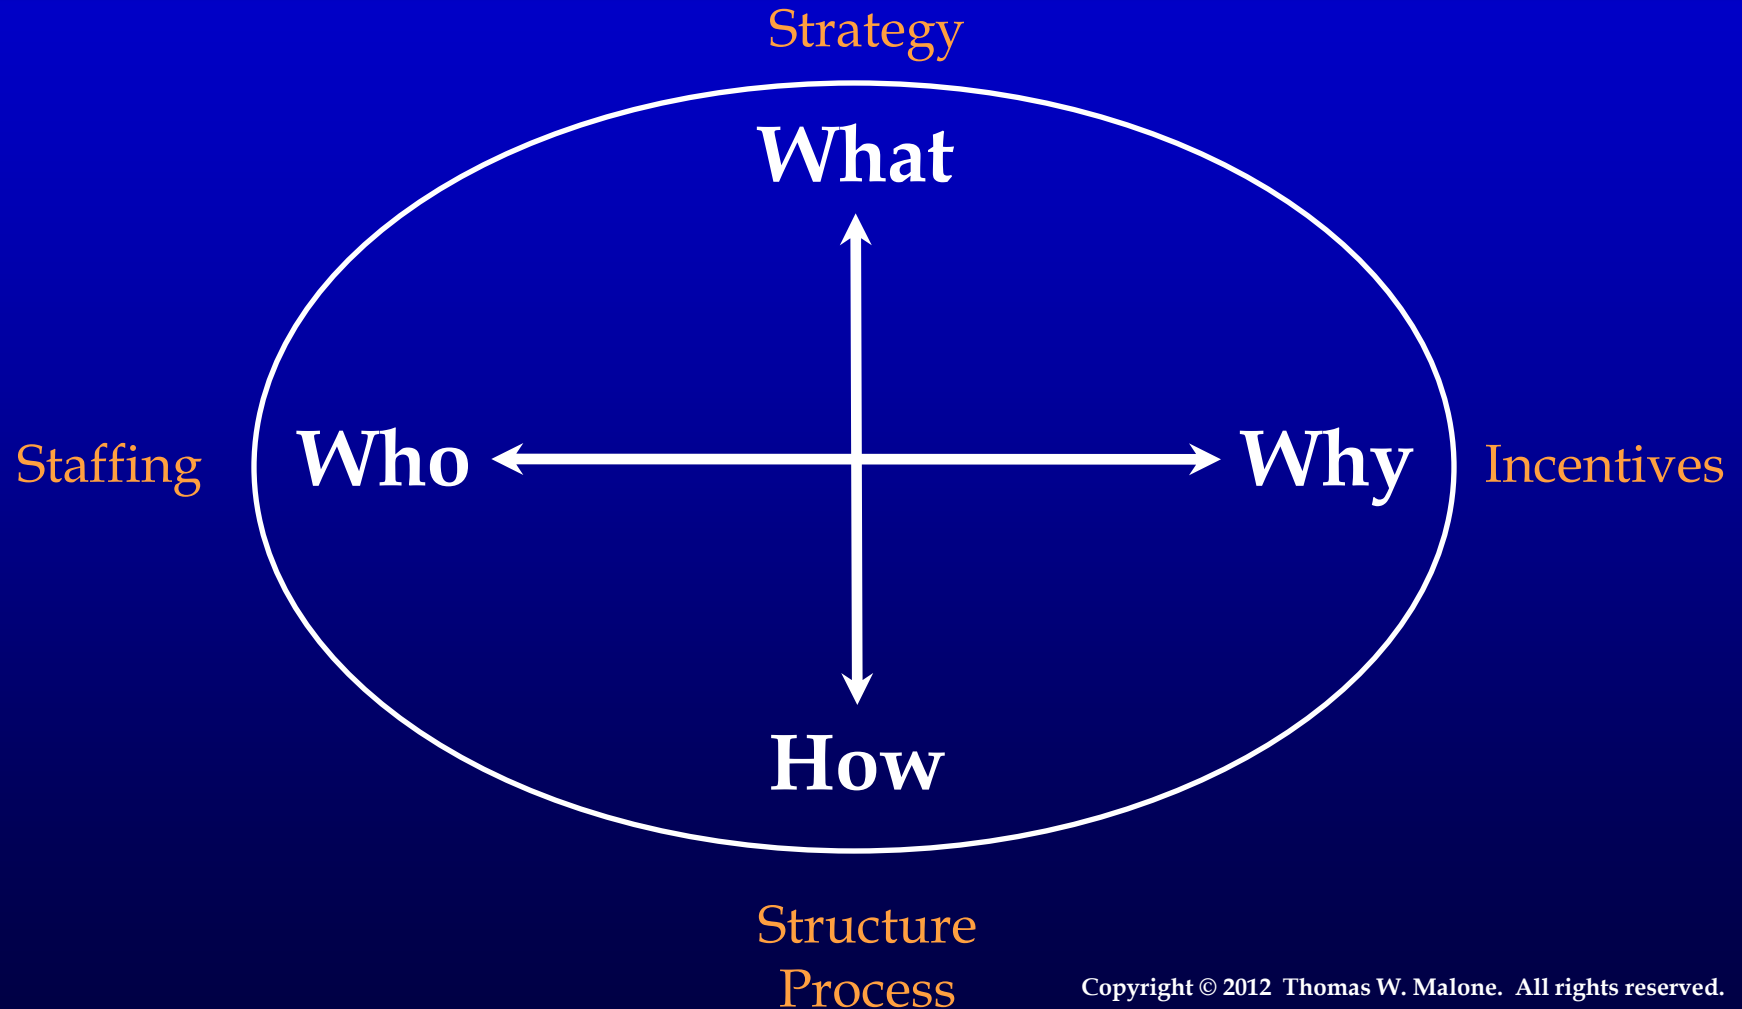 Strategy
What
Staffing
Who
Why
Incentives
How
Structure
Process
Copyright © 2012 Thomas W. Malone. All rights reserved.